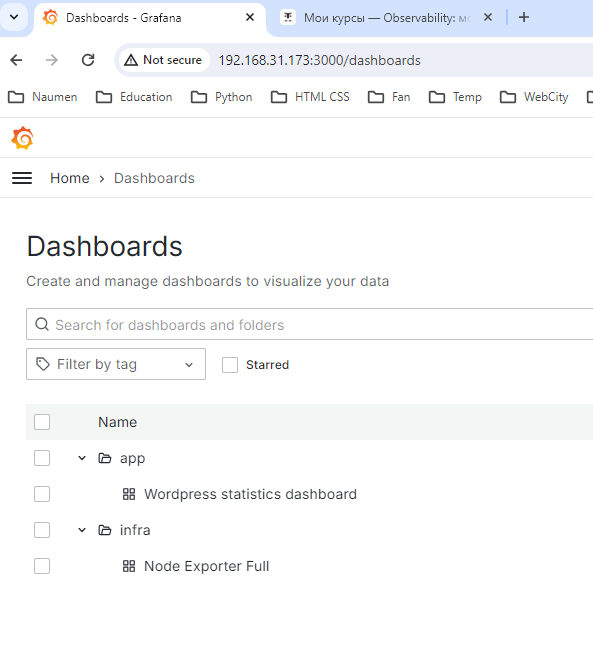 Dashboards - Grafana
Мои курсы — Observability: мо
Not secure 192.168.31.173:3000/dashboards
Naumen Education Python HTML CSS Fan Temp WebCity
Home › Dashboards
Dashboards
Create and manage dashboards to visualize your data
Search for dashboards and folders
Filter by tag Starred
Name
app
Wordpress statistics dashboard
infra
Node Exporter Full